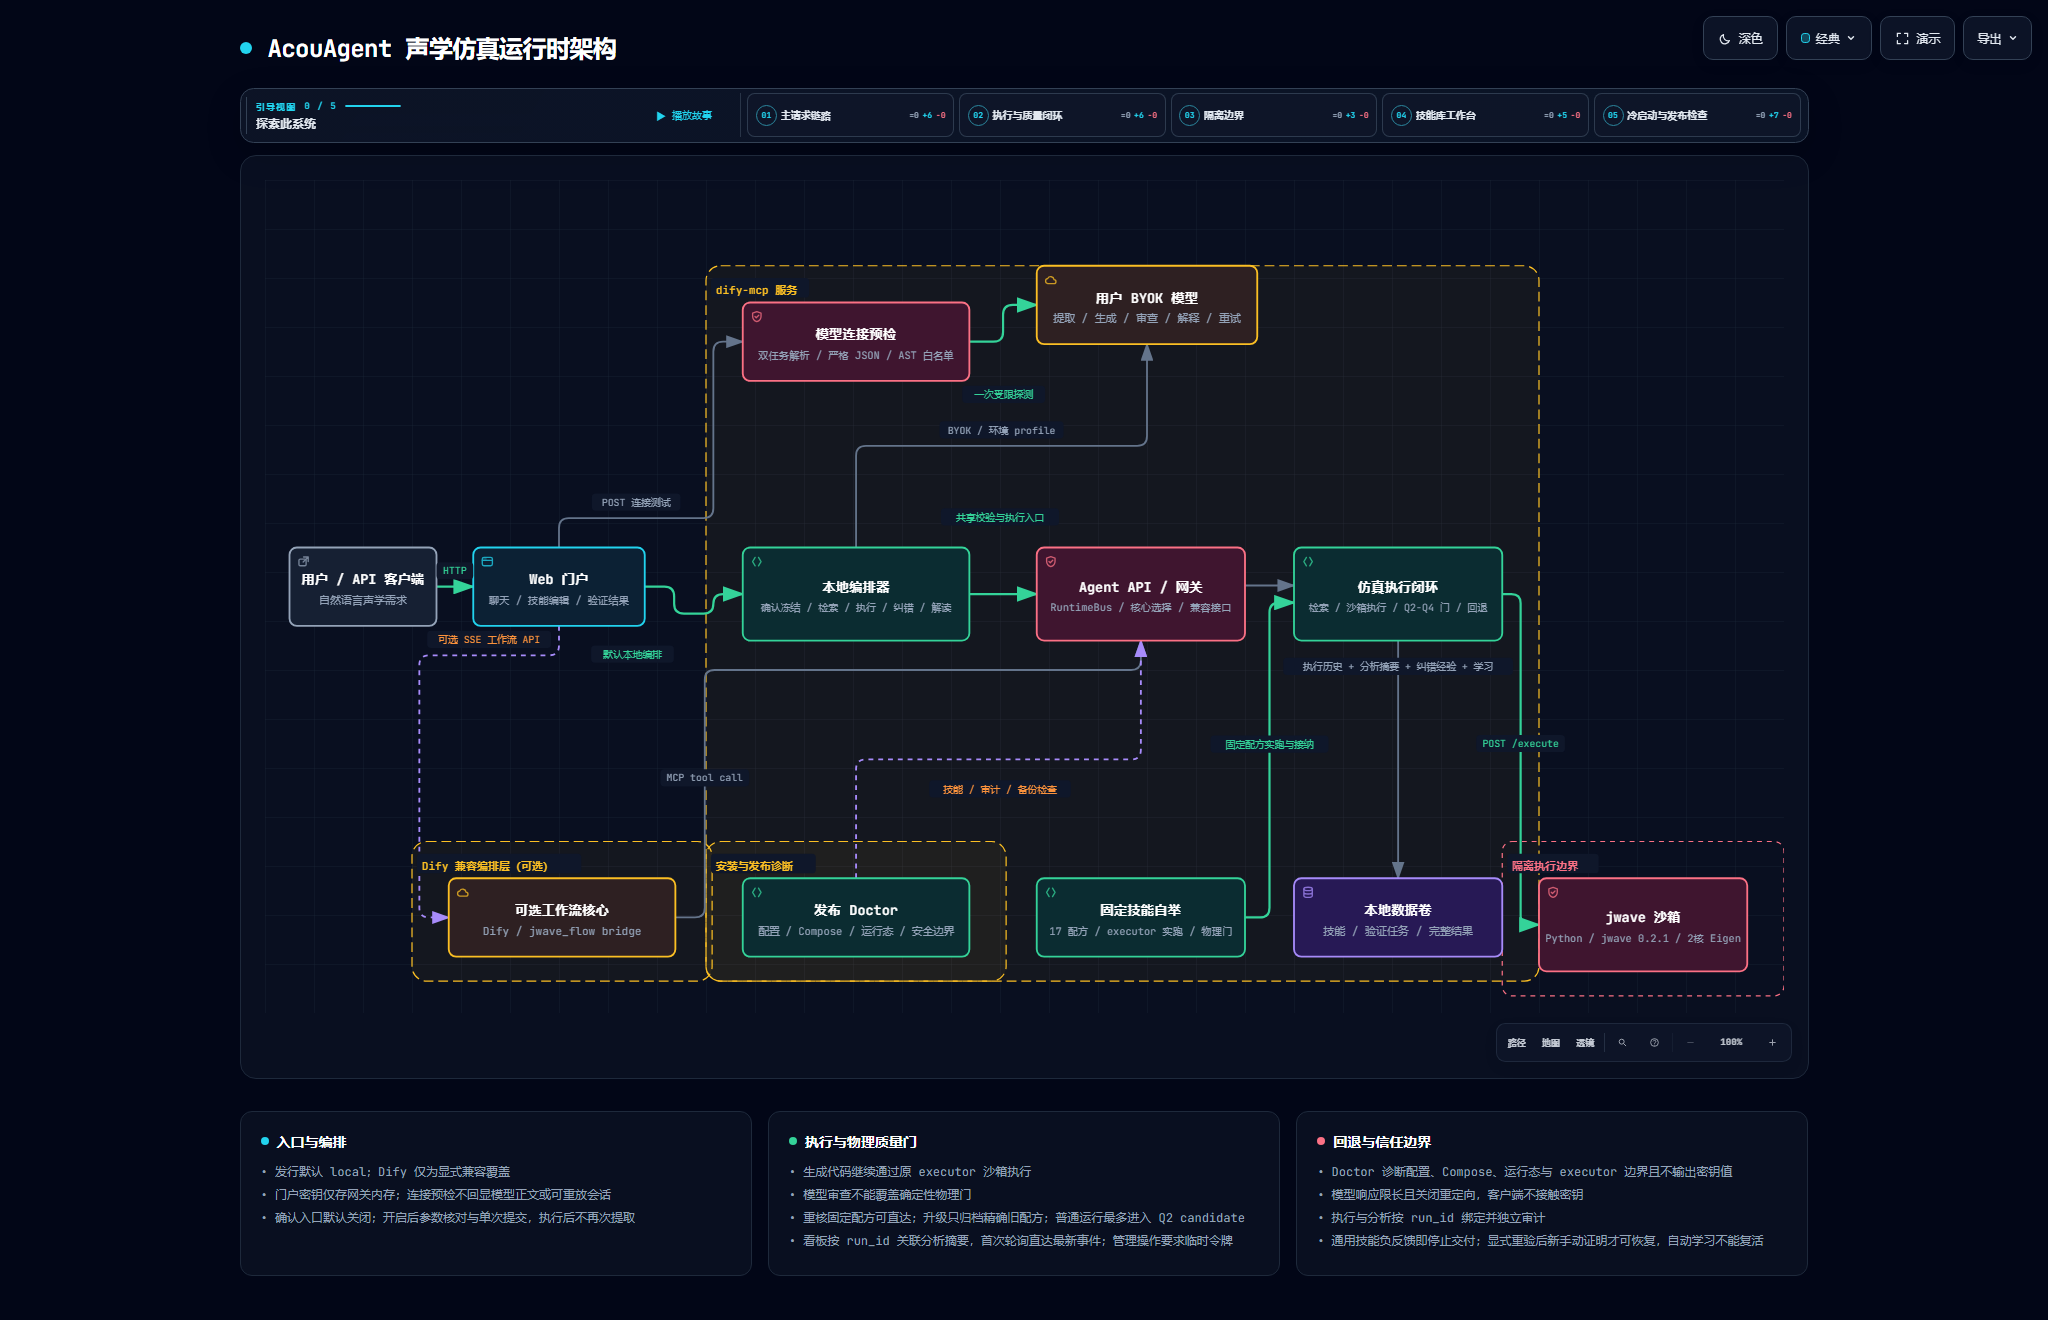 AcouAgent 声学仿真运行时架构
深色
经典
演示
导出
引导视图 0 / 5
探索此系统
播放故事
01 主请求链路 =0 +6 -0
02 执行与质量闭环 =0 +6 -0
03 隔离边界 =0 +3 -0
04 技能库工作台 =0 +5 -0
05 冷启动与发布检查 =0 +7 -0
dify-mcp 服务
用户 BYOK 模型
提取 / 生成 / 审查 / 解释 / 重试
模型连接预检
双任务解析 / 严格 JSON / AST 白名单
一次受限探测
BYOK / 环境 profile
POST 连接测试
共享校验与执行入口
用户 / API 客户端
自然语言声学需求
HTTP
Web 门户
聊天 / 技能编辑 / 验证结果
本地编排器
确认冻结 / 检索 / 执行 / 纠错 / 解读
Agent API / 网关
RuntimeBus / 核心选择 / 兼容接口
仿真执行闭环
检索 / 沙箱执行 / Q2-Q4 门 / 回退
可选 SSE 工作流 API
默认本地编排
执行历史 + 分析摘要 + 纠错经验 + 学习
固定配方实跑与接纳
POST /execute
MCP tool call
技能 / 审计 / 备份检查
Dify 兼容编排层 (可选)
安装与发布诊断
隔离执行边界
可选工作流核心
Dify / jwave_flow bridge
发布 Doctor
配置 / Compose / 运行态 / 安全边界
固定技能自举
17 配方 / executor 实跑 / 物理门
本地数据卷
技能 / 验证任务 / 完整结果
jwave 沙箱
Python / jwave 0.2.1 / 2核 Eigen
路径
地图
透镜
100%
入口与编排
• 发行默认 local；Dify 仅为显式兼容覆盖
• 门户密钥仅存网关内存；连接预检不回显模型正文或可重放会话
• 确认入口默认关闭；开启后参数核对与单次提交，执行后不再次提取
执行与物理质量门
• 生成代码继续通过原 executor 沙箱执行
• 模型审查不能覆盖确定性物理门
• 重核固定配方可直达；升级只归档精确旧配方；普通运行最多进入 Q2 candidate
• 看板按 run_id 关联分析摘要，首次轮询直达最新事件；管理操作要求临时令牌
回退与信任边界
• Doctor 诊断配置、Compose、运行态与 executor 边界且不输出密钥值
• 模型响应限长且关闭重定向，客户端不接触密钥
• 执行与分析按 run_id 绑定并独立审计
• 通用技能负反馈即停止交付；显式重验后新手动证明才可恢复，自动学习不能复活